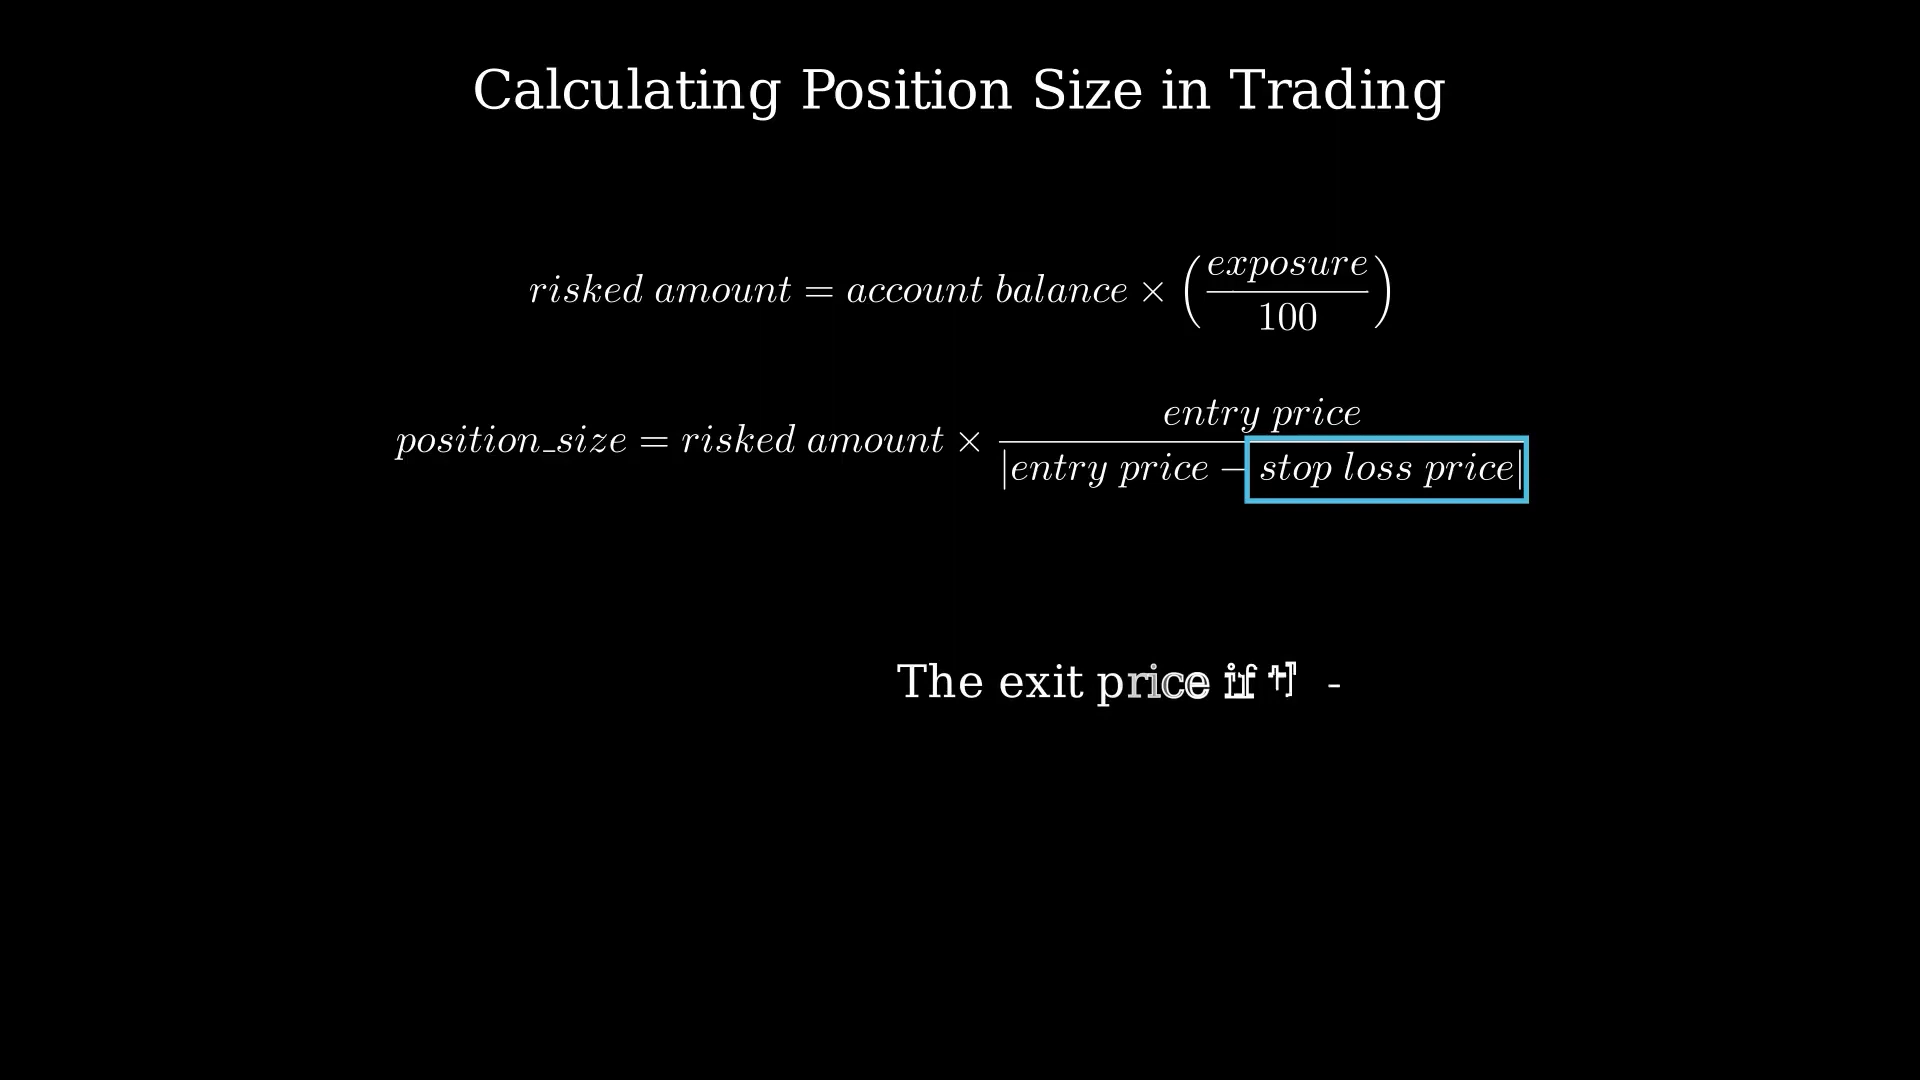 Calculating Position Size in Trading
risked amount = account balance × (exposure / 100)
position_size = risked amount × entry price / |entry price − stop loss price|
The exit price if